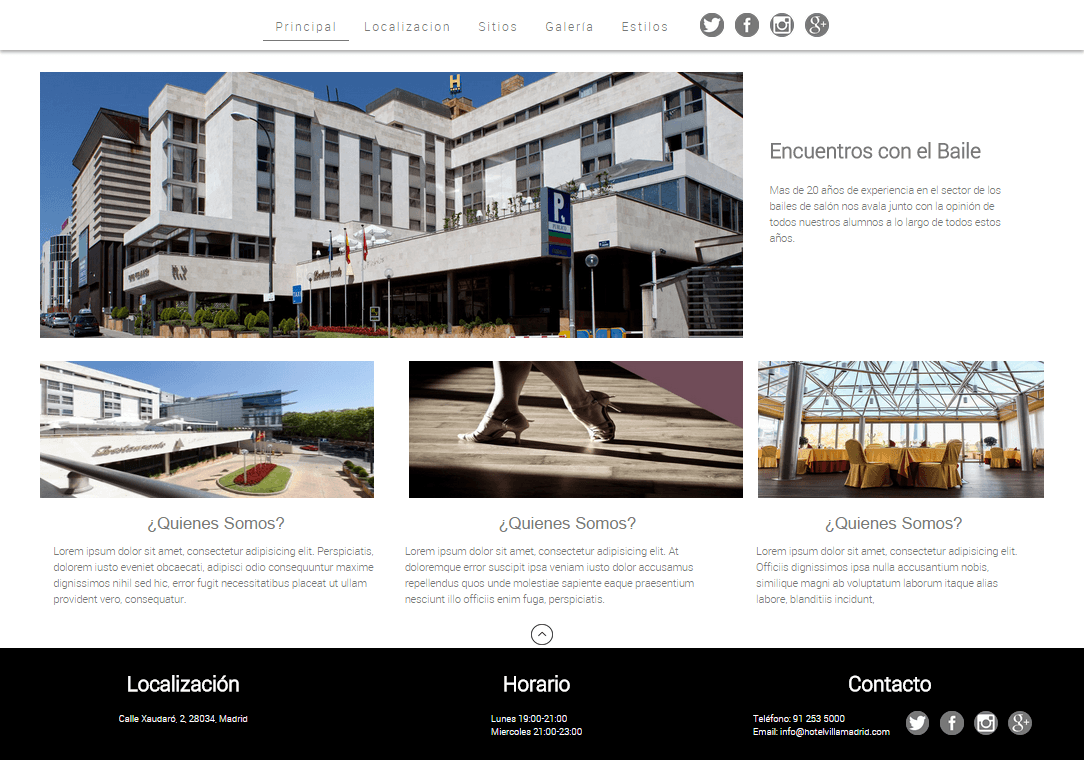 Principal Localizacion Sitios Galería Estilos
H
P
Restaurante
Encuentros con el Baile
Mas de 20 años de experiencia en el sector de los
bailes de salón nos avala junto con la opinión de
todos nuestros alumnos a lo largo de todos estos
años.
Restaurante
¿Quienes Somos?
Lorem ipsum dolor sit amet, consectetur adipisicing elit. Perspiciatis,
dolorem iusto eveniet obcaecati, adipisci odio consequuntur maxime
dignissimos nihil sed hic, error fugit necessitatibus placeat ut ullam
provident vero, consequatur.
¿Quienes Somos?
Lorem ipsum dolor sit amet, consectetur adipisicing elit. At
doloremque error suscipit ipsa veniam iusto dolor accusamus
repellendus quos unde molestiae sapiente eaque praesentium
nesciunt illo officiis enim fuga, perspiciatis.
¿Quienes Somos?
Lorem ipsum dolor sit amet, consectetur adipisicing elit.
Officiis dignissimos ipsa nulla accusantium nobis,
similique magni ab voluptatum laborum itaque alias
labore, blanditiis incidunt,
Localización
Calle Xaudaró, 2, 28034, Madrid
Horario
Lunes 19:00-21:00
Miercoles 21:00-23:00
Contacto
Teléfono: 91 253 5000
Email: info@hotelvillamadrid.com